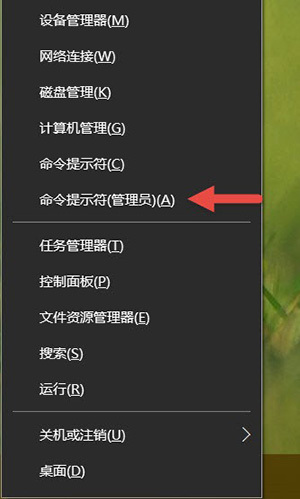 设备管理器(M)
网络连接(W)
磁盘管理(K)
计算机管理(G)
命令提示符(C)
命令提示符(管理员)(A)
任务管理器(T)
控制面板(P)
文件资源管理器(E)
搜索(S)
运行(R)
关机或注销(U)
桌面(D)